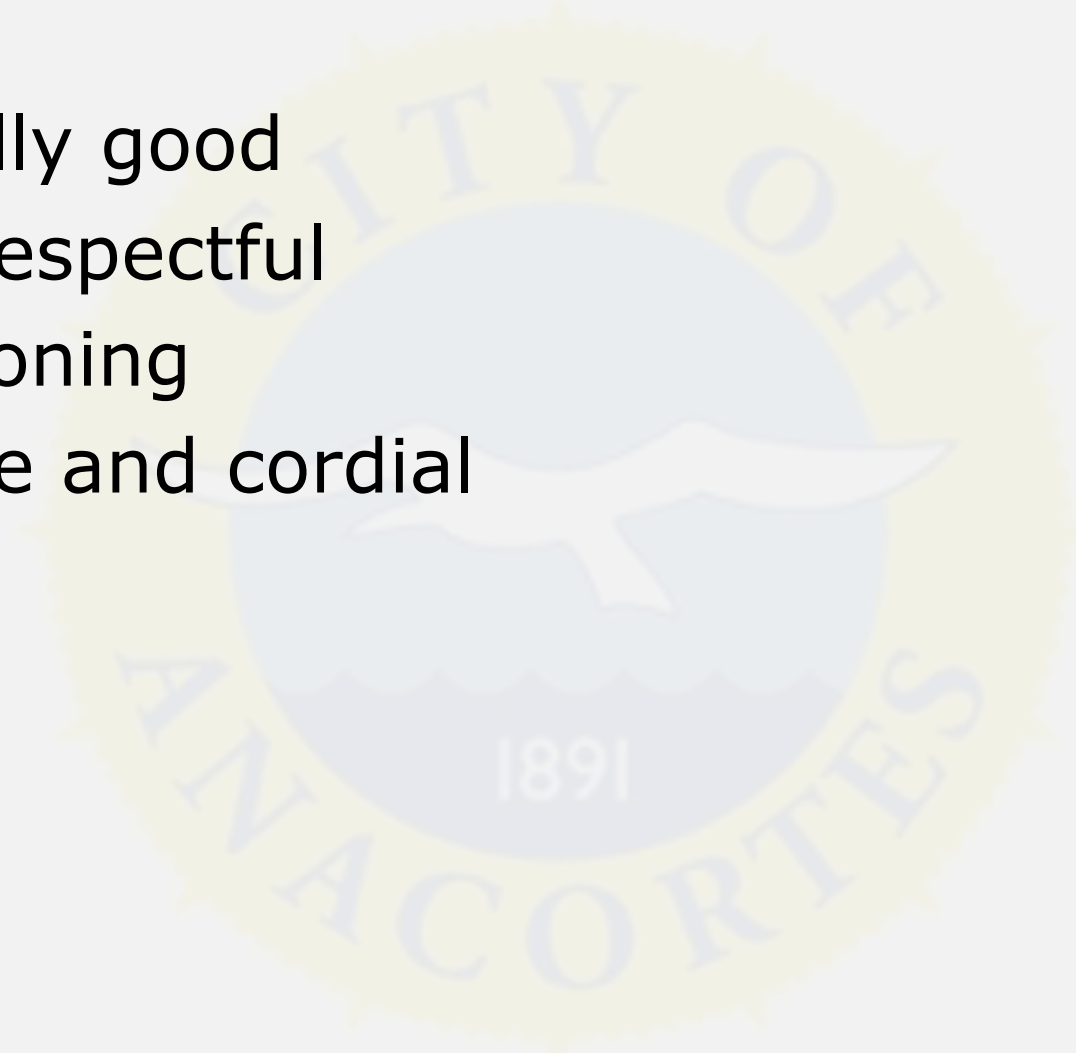 lly good
espectful
oning
e and cordial
CITY OF
1891
ANACORTES